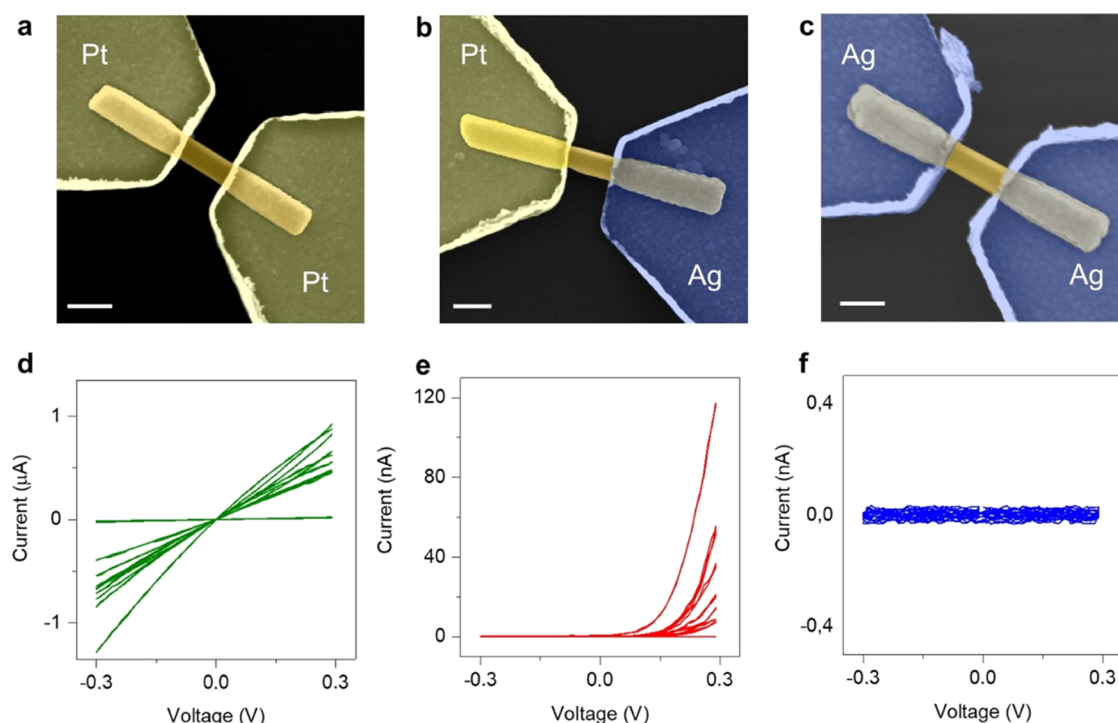 a
Pt
Pt
b
Pt
Ag
c
Ag
Ag
d
1
0
-1
-0.3
0.0
0.3
Current (μA)
Voltage (V)
e
120
80
40
0
-0.3
0.0
0.3
Current (nA)
Voltage (V)
f
0,4
0,0
-0,4
-0.3
0.0
0.3
Current (nA)
Voltage (V)